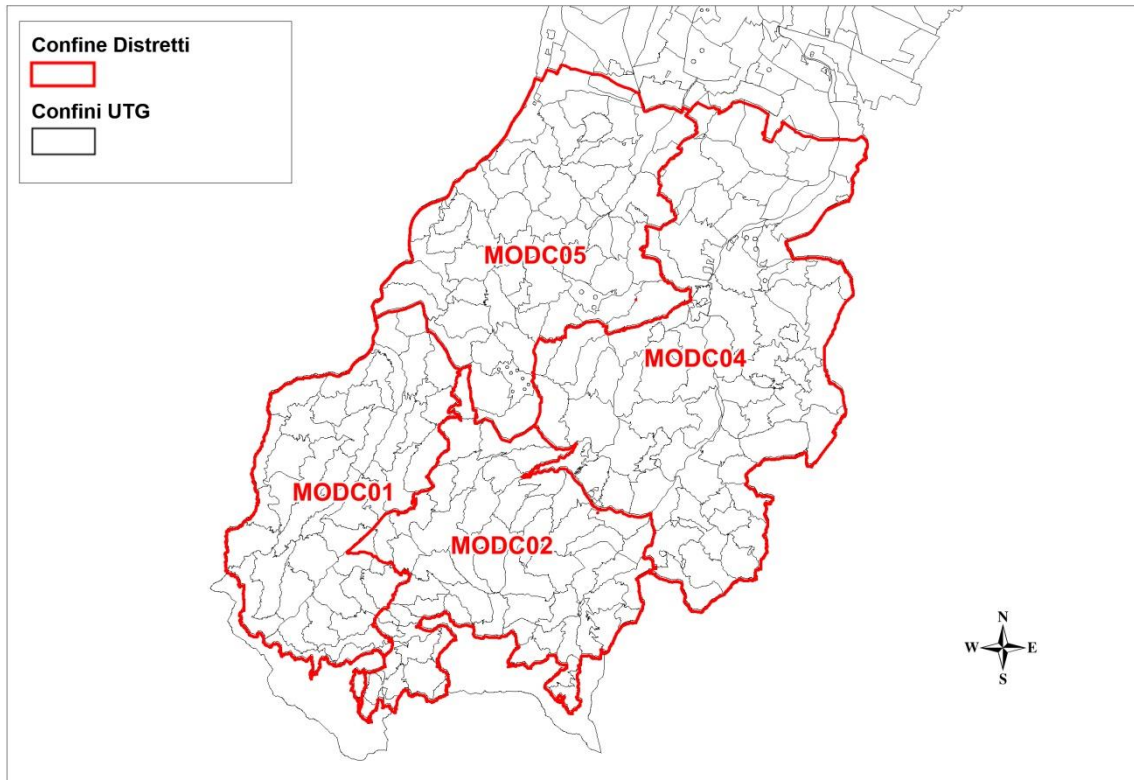 Confine Distretti
Confini UTG
MODC05
MODC04
MODC01
MODC02
N
W E
S